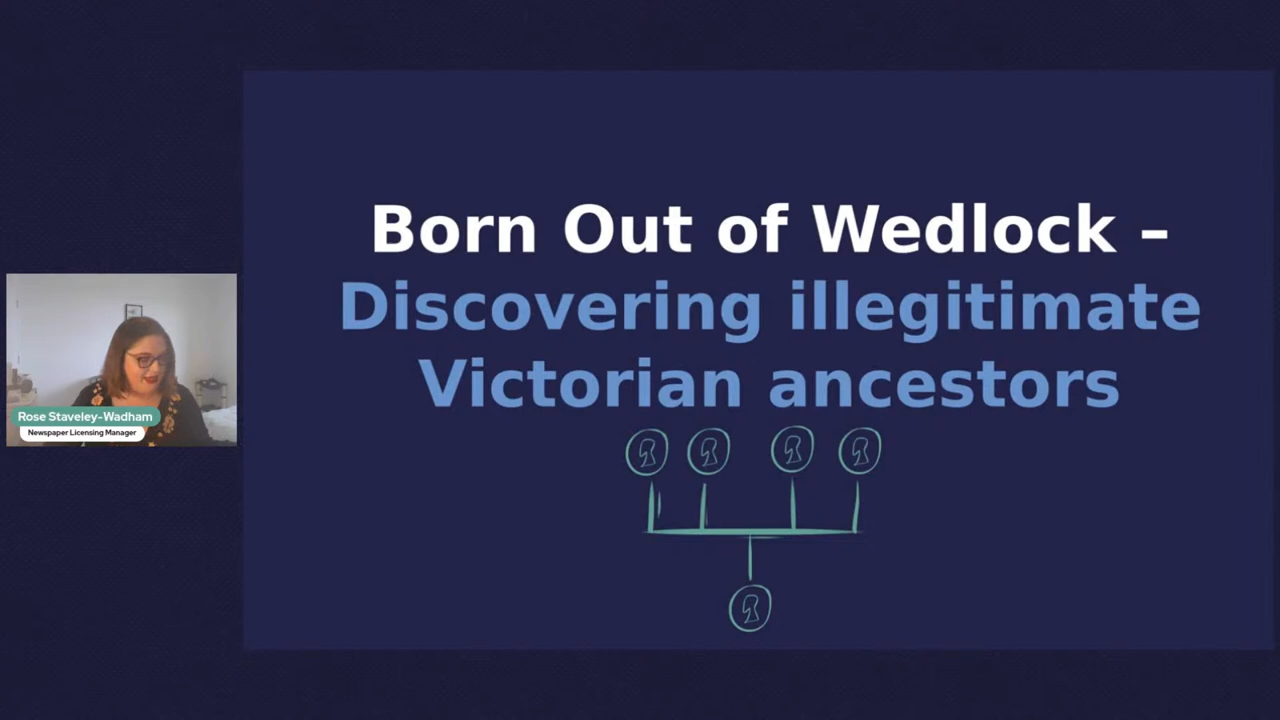 Born Out of Wedlock –
Discovering illegitimate
Victorian ancestors
Rose Staveley-Wadham
Newspaper Licensing Manager